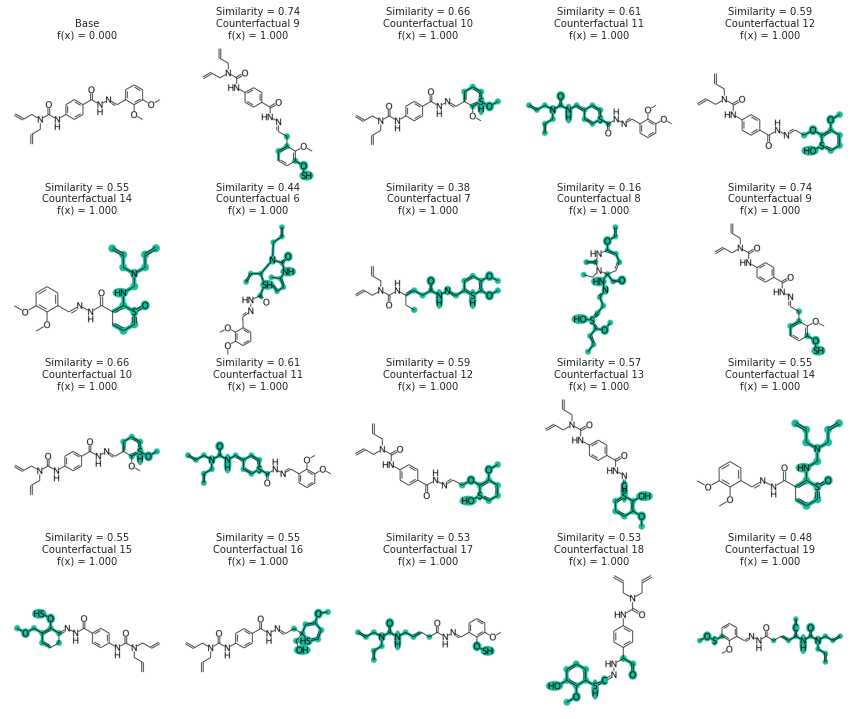 Base
f(x) = 0.000
Similarity = 0.74
Counterfactual 9
f(x) = 1.000
Similarity = 0.66
Counterfactual 10
f(x) = 1.000
Similarity = 0.61
Counterfactual 11
f(x) = 1.000
Similarity = 0.59
Counterfactual 12
f(x) = 1.000
Similarity = 0.55
Counterfactual 14
f(x) = 1.000
Similarity = 0.44
Counterfactual 6
f(x) = 1.000
Similarity = 0.38
Counterfactual 7
f(x) = 1.000
Similarity = 0.16
Counterfactual 8
f(x) = 1.000
Similarity = 0.74
Counterfactual 9
f(x) = 1.000
Similarity = 0.66
Counterfactual 10
f(x) = 1.000
Similarity = 0.61
Counterfactual 11
f(x) = 1.000
Similarity = 0.59
Counterfactual 12
f(x) = 1.000
Similarity = 0.57
Counterfactual 13
f(x) = 1.000
Similarity = 0.55
Counterfactual 14
f(x) = 1.000
Similarity = 0.55
Counterfactual 15
f(x) = 1.000
Similarity = 0.55
Counterfactual 16
f(x) = 1.000
Similarity = 0.53
Counterfactual 17
f(x) = 1.000
Similarity = 0.53
Counterfactual 18
f(x) = 1.000
Similarity = 0.48
Counterfactual 19
f(x) = 1.000